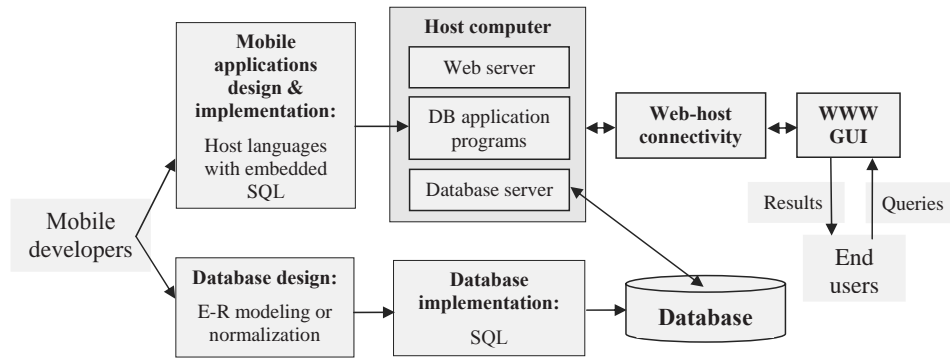 Mobile
applications
design &
implementation:
Host languages
with embedded
SQL
Host computer
Web server
DB application
programs
Database server
Web-host
connectivity
WWW
GUI
Results
Queries
End
users
Mobile
developers
Database design:
E-R modeling or
normalization
Database
implementation:
SQL
Database